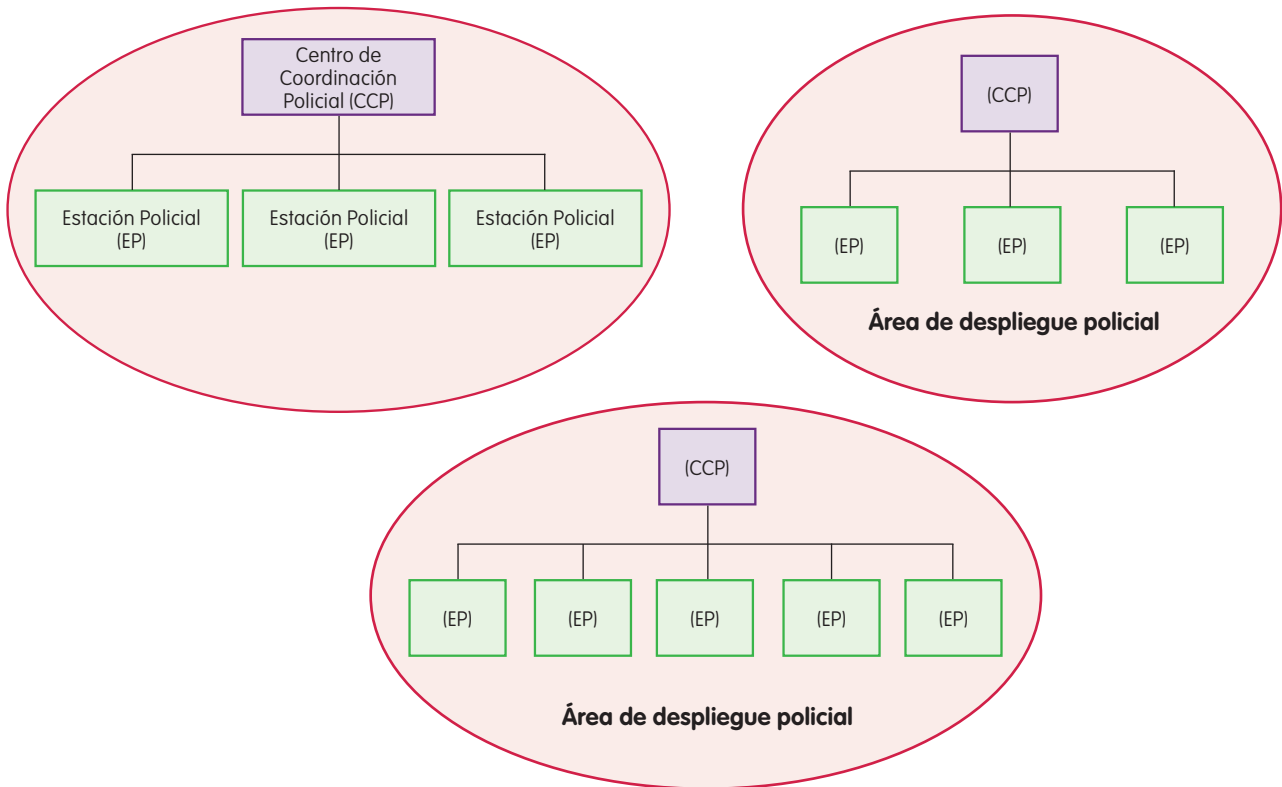 Centro de
Coordinación
Policial (CCP)
Estación Policial
(EP)
Estación Policial
(EP)
Estación Policial
(EP)
(CCP)
(EP)
(EP)
(EP)
Área de despliegue policial
(CCP)
(EP)
(EP)
(EP)
(EP)
(EP)
Área de despliegue policial